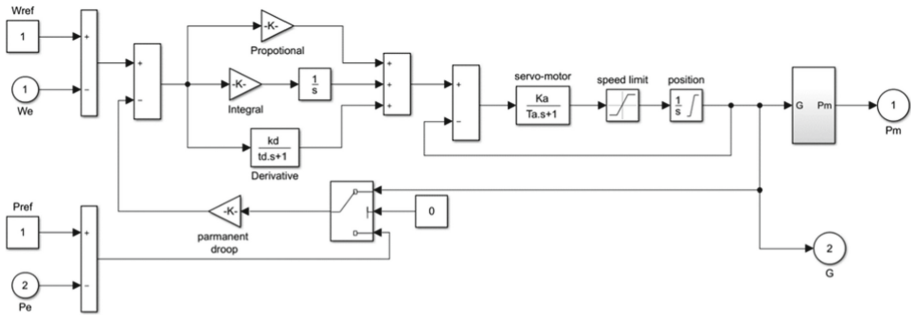 Wref
1
+
-
1
We
+
-
-K-
Propotional
-K-
Integral
1
s
kd
td.s+1
Derivative
+
+
+
+
-
servo-motor
Ka
Ta.s+1
speed limit
position
1
s
G Pm
1
Pm
Pref
1
+
-
2
Pe
-K-
parmanent
droop
0
2
G